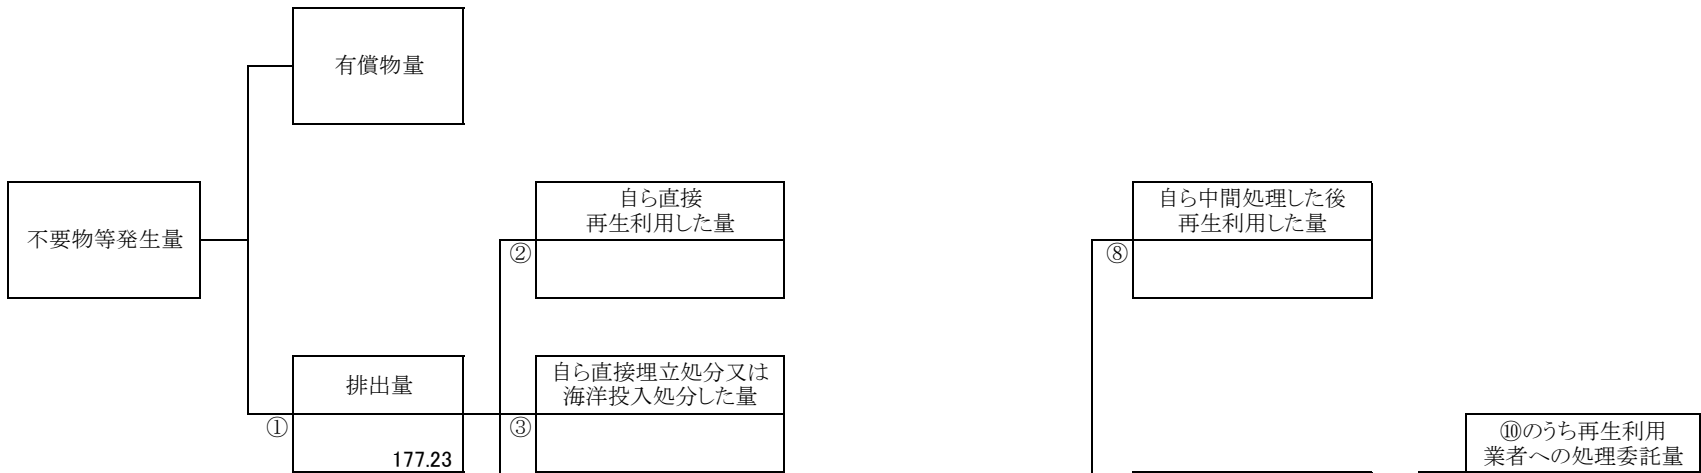 有償物量
不要物等発生量
自ら直接
再生利用した量
②
自ら中間処理した後
再生利用した量
⑧
排出量
①
177.23
自ら直接埋立処分又は
海洋投入処分した量
③
⑩のうち再生利用
業者への処理委託量